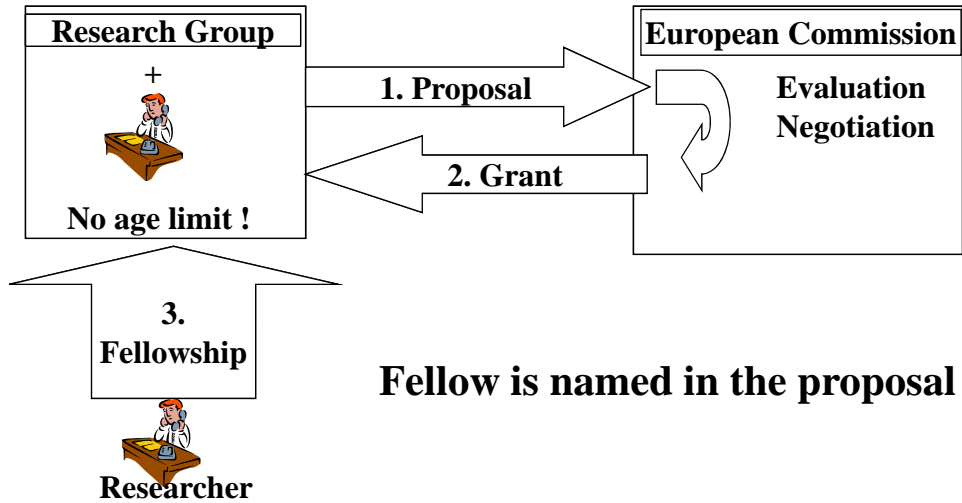 Research Group
+
No age limit !
1. Proposal
2. Grant
European Commission
Evaluation
Negotiation
3.
Fellowship
Researcher
Fellow is named in the proposal